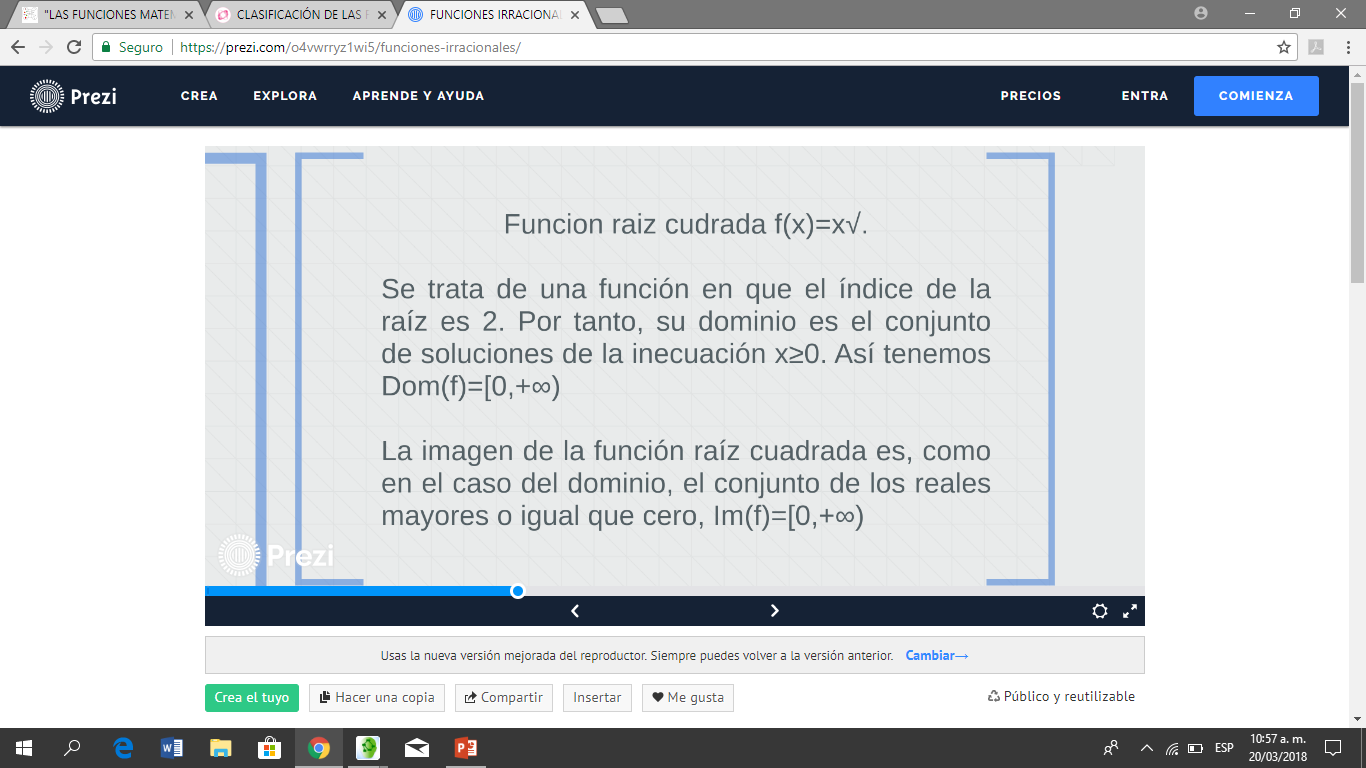 "LAS FUNCIONES MATEM
CLASIFICACIÓN DE LAS F
FUNCIONES IRRACIONAL
Seguro
https://prezi.com/o4vwrryz1wi5/funciones-irracionales/
Prezi
CREA
EXPLORA
APRENDE Y AYUDA
PRECIOS
ENTRA
COMIENZA
Funcion raiz cudrada f(x)=x√.
Se trata de una función en que el índice de la
raíz es 2. Por tanto, su dominio es el conjunto
de soluciones de la inecuación x≥0. Así tenemos
Dom(f)=[0,+∞)
La imagen de la función raíz cuadrada es, como
en el caso del dominio, el conjunto de los reales
mayores o igual que cero, Im(f)=[0,+∞)
Prezi
Usas la nueva versión mejorada del reproductor. Siempre puedes volver a la versión anterior. Cambiar→
Crea el tuyo
Hacer una copia
Compartir
Insertar
Me gusta
Público y reutilizable
ESP
10:57 a. m.
20/03/2018